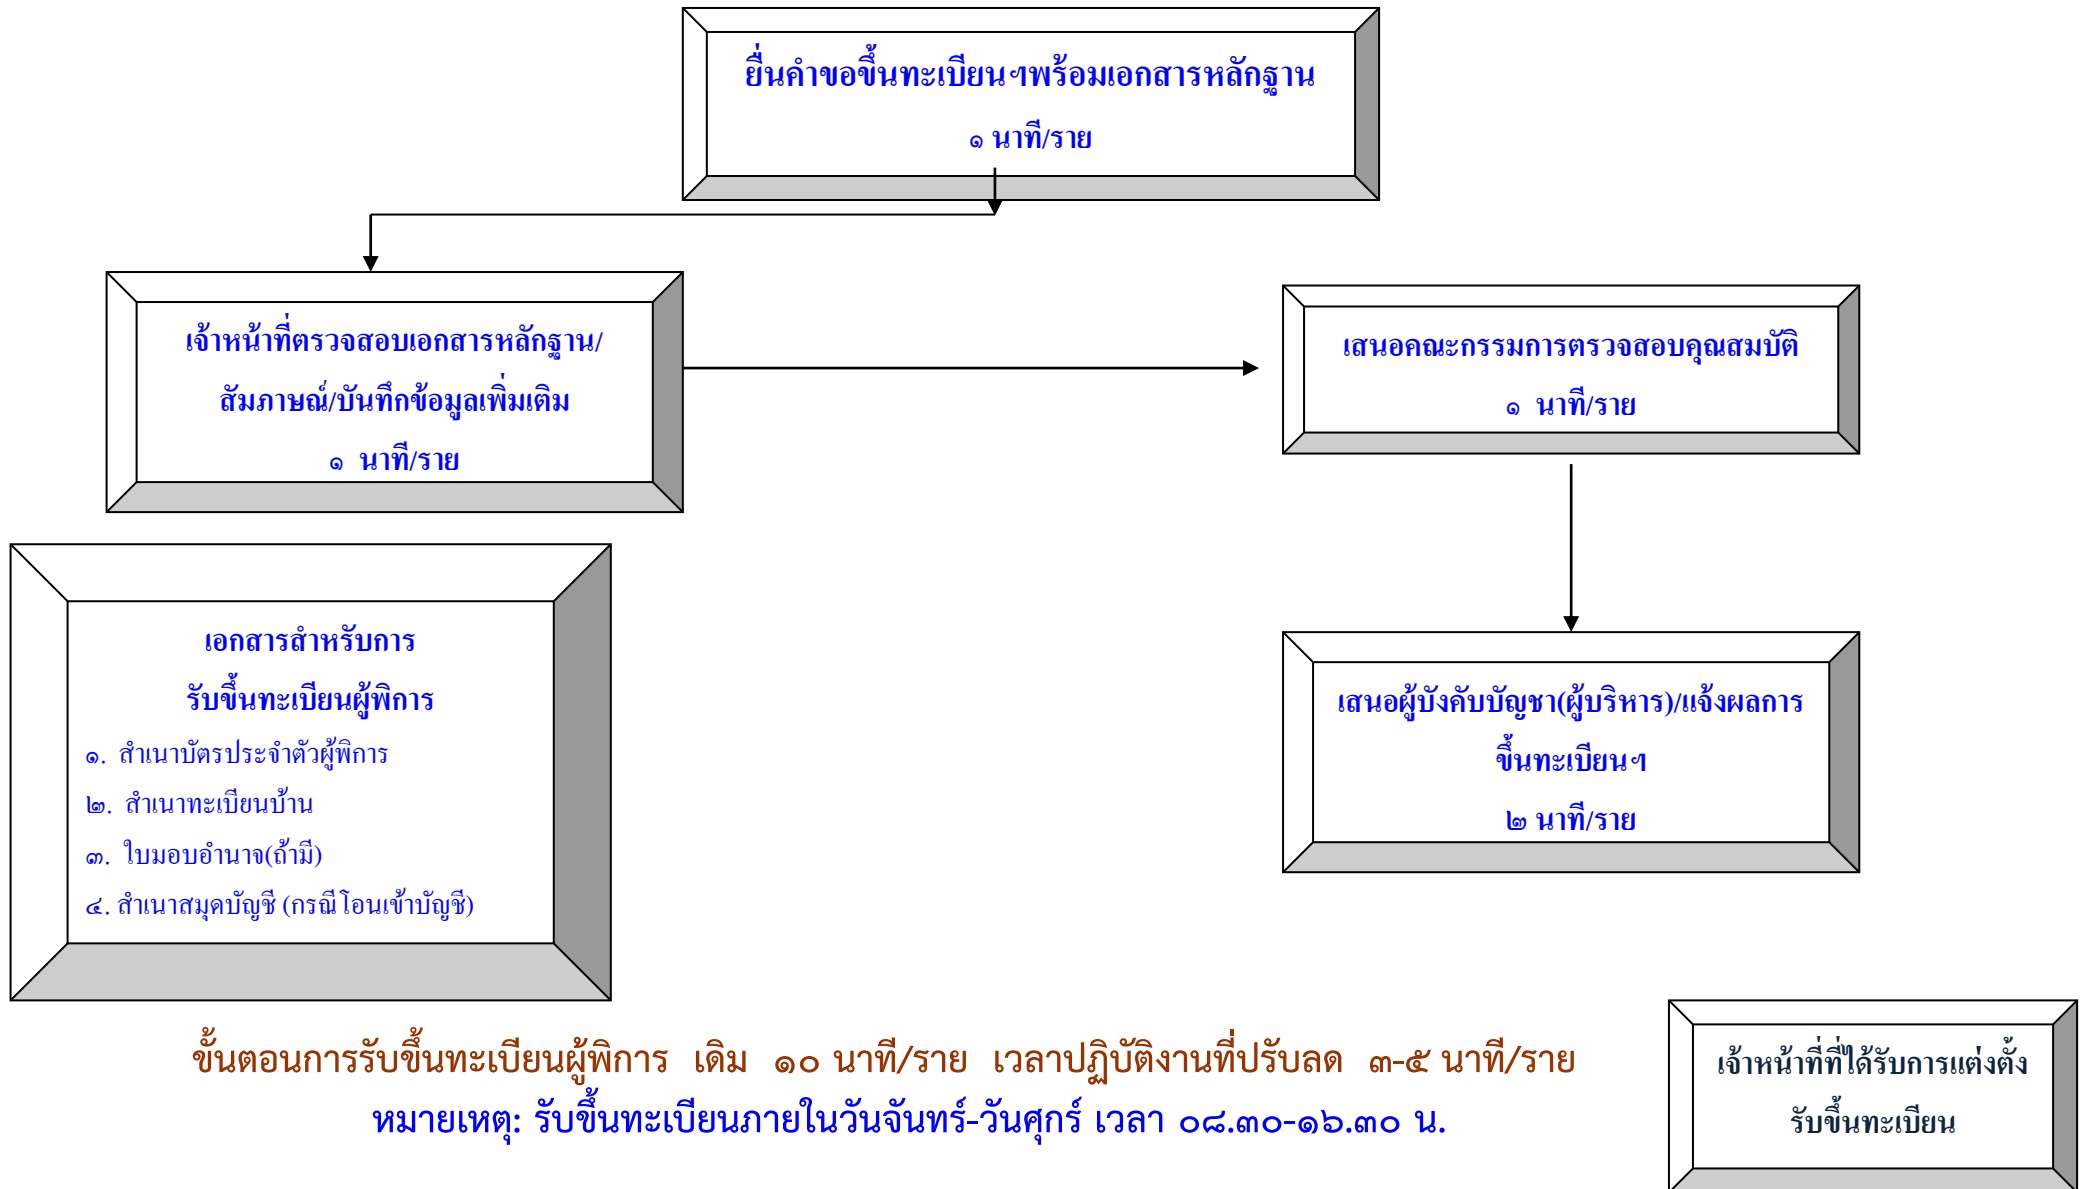 ยื่นคำขอขึ้นทะเบียนฯพร้อมเอกสารหลักฐาน
๑ นาที/ราย
เจ้าหน้าที่ตรวจสอบเอกสารหลักฐาน/
สัมภาษณ์/บันทึกข้อมูลเพิ่มเติม
๑ นาที/ราย
เสนอคณะกรรมการตรวจสอบคุณสมบัติ
๑ นาที/ราย
เอกสารสำหรับการ
รับขึ้นทะเบียนผู้พิการ
๑. สำเนาบัตรประจำตัวผู้พิการ
๒. สำเนาทะเบียนบ้าน
๓. ใบมอบอำนาจ(ถ้ามี)
๔. สำเนาสมุดบัญชี (กรณีโอนเข้าบัญชี)
เสนอผู้บังคับบัญชา(ผู้บริหาร)/แจ้งผลการ
ขึ้นทะเบียนฯ
๒ นาที/ราย
ขั้นตอนการรับขึ้นทะเบียนผู้พิการ เดิม ๑๐ นาที/ราย เวลาปฏิบัติงานที่ปรับลด ๓-๕ นาที/ราย
หมายเหตุ: รับขึ้นทะเบียนภายในวันจันทร์-วันศุกร์ เวลา ๐๘.๓๐-๑๖.๓๐ น.
เจ้าหน้าที่ที่ได้รับการแต่งตั้ง
รับขึ้นทะเบียน